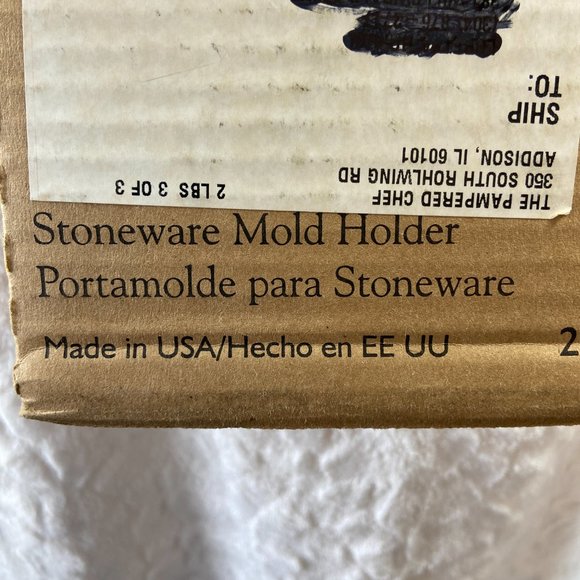 THE PAMPERED CHEF
350 SOUTH ROHLWING RD
ADDISON, IL 60101
2 LBS 3 OF 3
SHIP
TO:
Stoneware Mold Holder
Portamolde para Stoneware
Made in USA/Hecho en EE UU
2